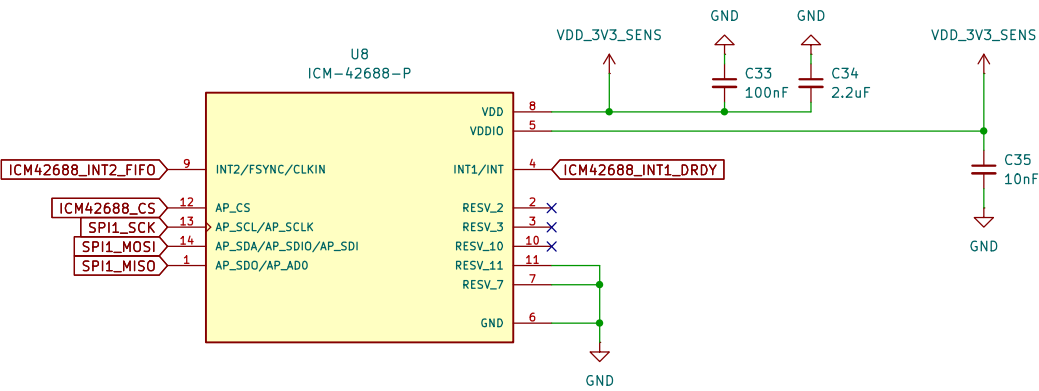 GND
GND
VDD_3V3_SENS
VDD_3V3_SENS
U8
ICM-42688-P
C33
100nF
C34
2.2uF
VDD
8
VDDIO
5
C35
10nF
ICM42688_INT2_FIFO
9
INT2/FSYNC/CLKIN
INT1/INT
4
ICM42688_INT1_DRDY
ICM42688_CS
12
AP_CS
RESV_2
2
SPI1_SCK
13
AP_SCL/AP_SCLK
RESV_3
3
SPI1_MOSI
14
AP_SDA/AP_SDIO/AP_SDI
RESV_10
10
SPI1_MISO
1
AP_SDO/AP_AD0
RESV_11
11
RESV_7
7
GND
6
GND
GND